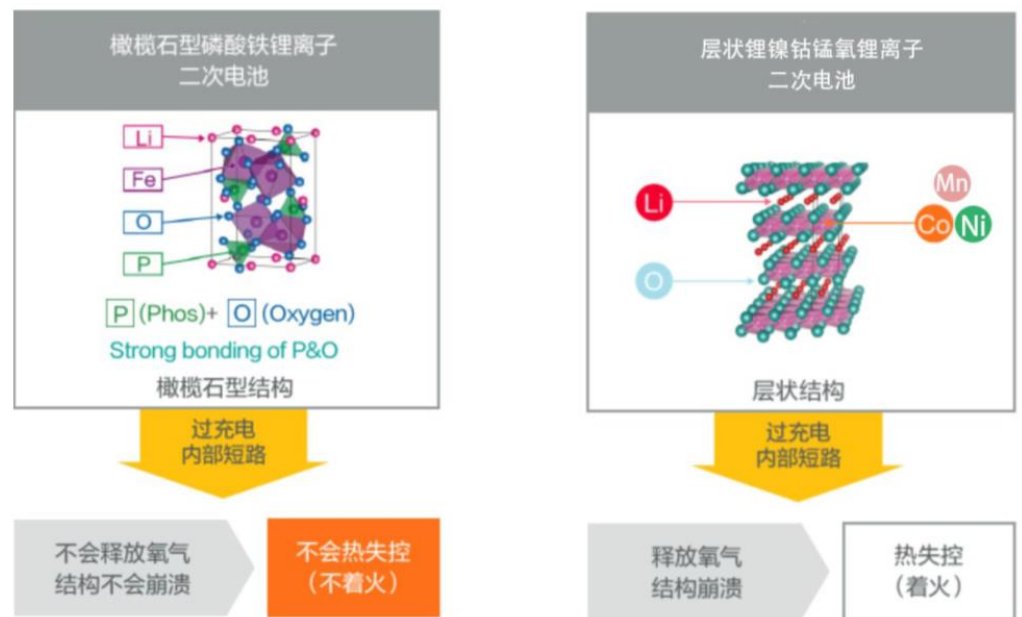 橄榄石型磷酸铁锂离子
二次电池
Li
Fe
O
P
P (Phos)+ O (Oxygen)
Strong bonding of P&O
橄榄石型结构
过充电
内部短路
不会释放氧气
结构不会崩溃
不会热失控
（不着火）
层状锂镍钴锰氧锂离子
二次电池
Li
O
Mn
Co Ni
层状结构
过充电
内部短路
释放氧气
结构崩溃
热失控
（着火）